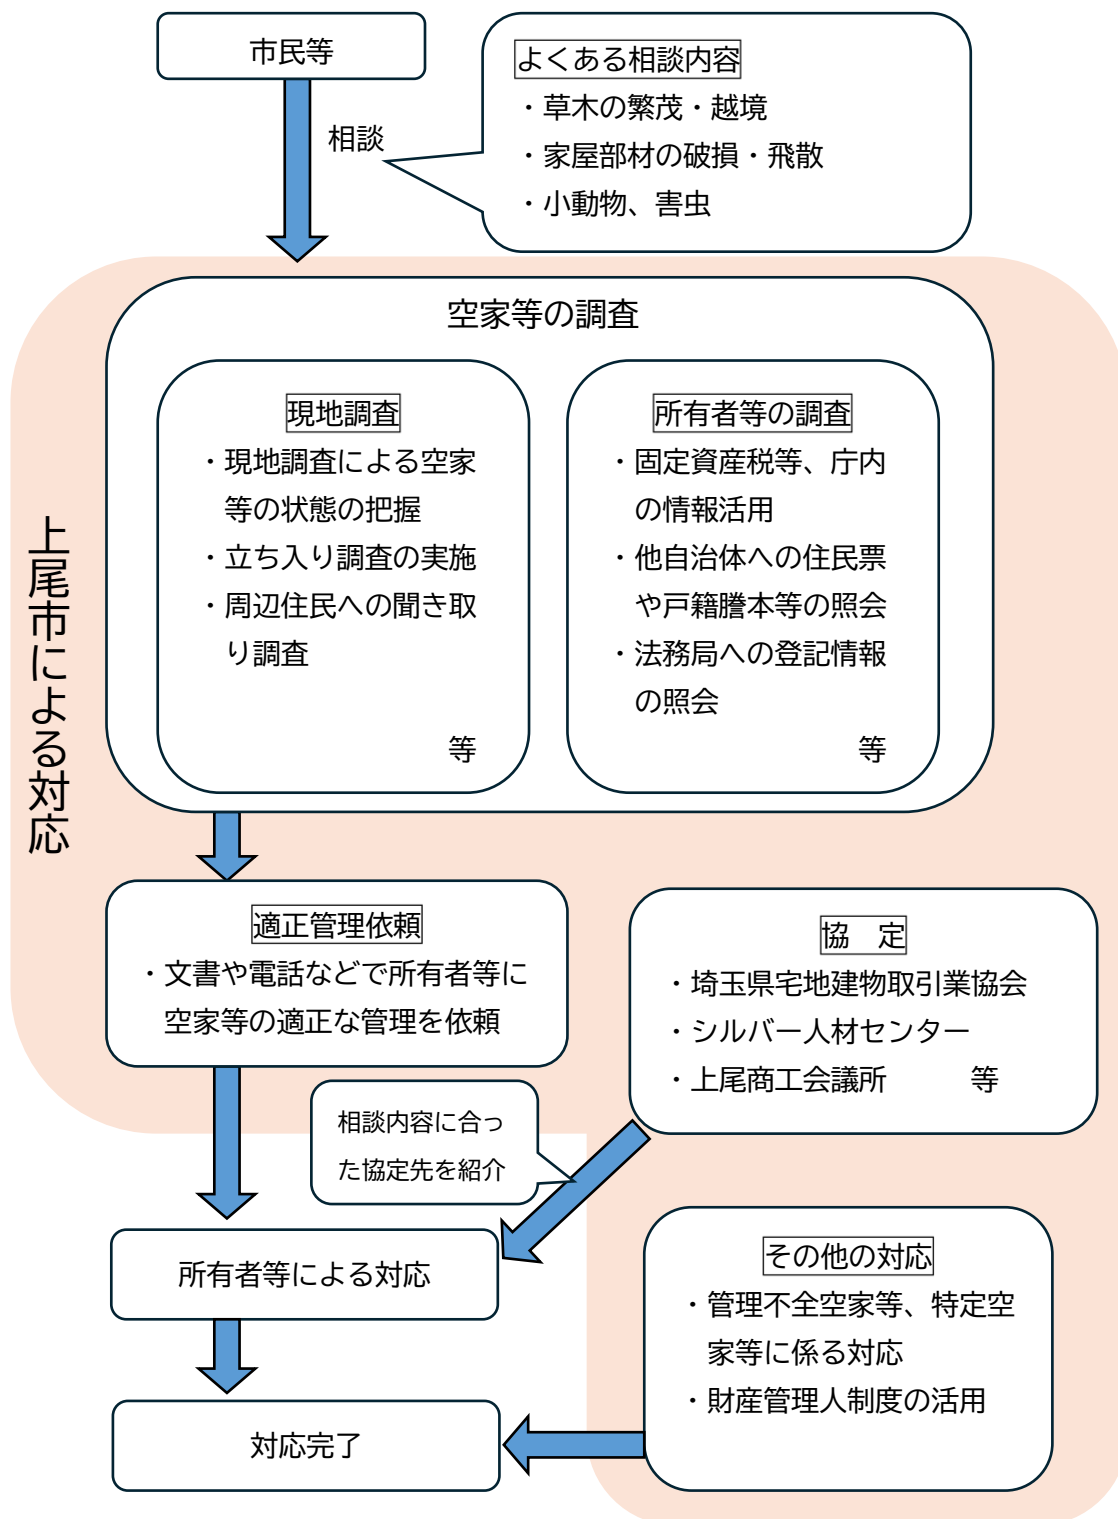 市民等
相談
よくある相談内容
・草木の繁茂・越境
・家屋部材の破損・飛散
・小動物、害虫
上尾市による対応
空家等の調査
現地調査
・現地調査による空家
等の状態の把握
・立ち入り調査の実施
・周辺住民への聞き取
り調査
等
所有者等の調査
・固定資産税等、庁内
の情報活用
・他自治体への住民票
や戸籍謄本等の照会
・法務局への登記情報
の照会
等
適正管理依頼
・文書や電話などで所有者等に
空家等の適正な管理を依頼
協　定
・埼玉県宅地建物取引業協会
・シルバー人材センター
・上尾商工会議所　　　等
相談内容に合っ
た協定先を紹介
所有者等による対応
その他の対応
・管理不全空家等、特定空
家等に係る対応
・財産管理人制度の活用
対応完了